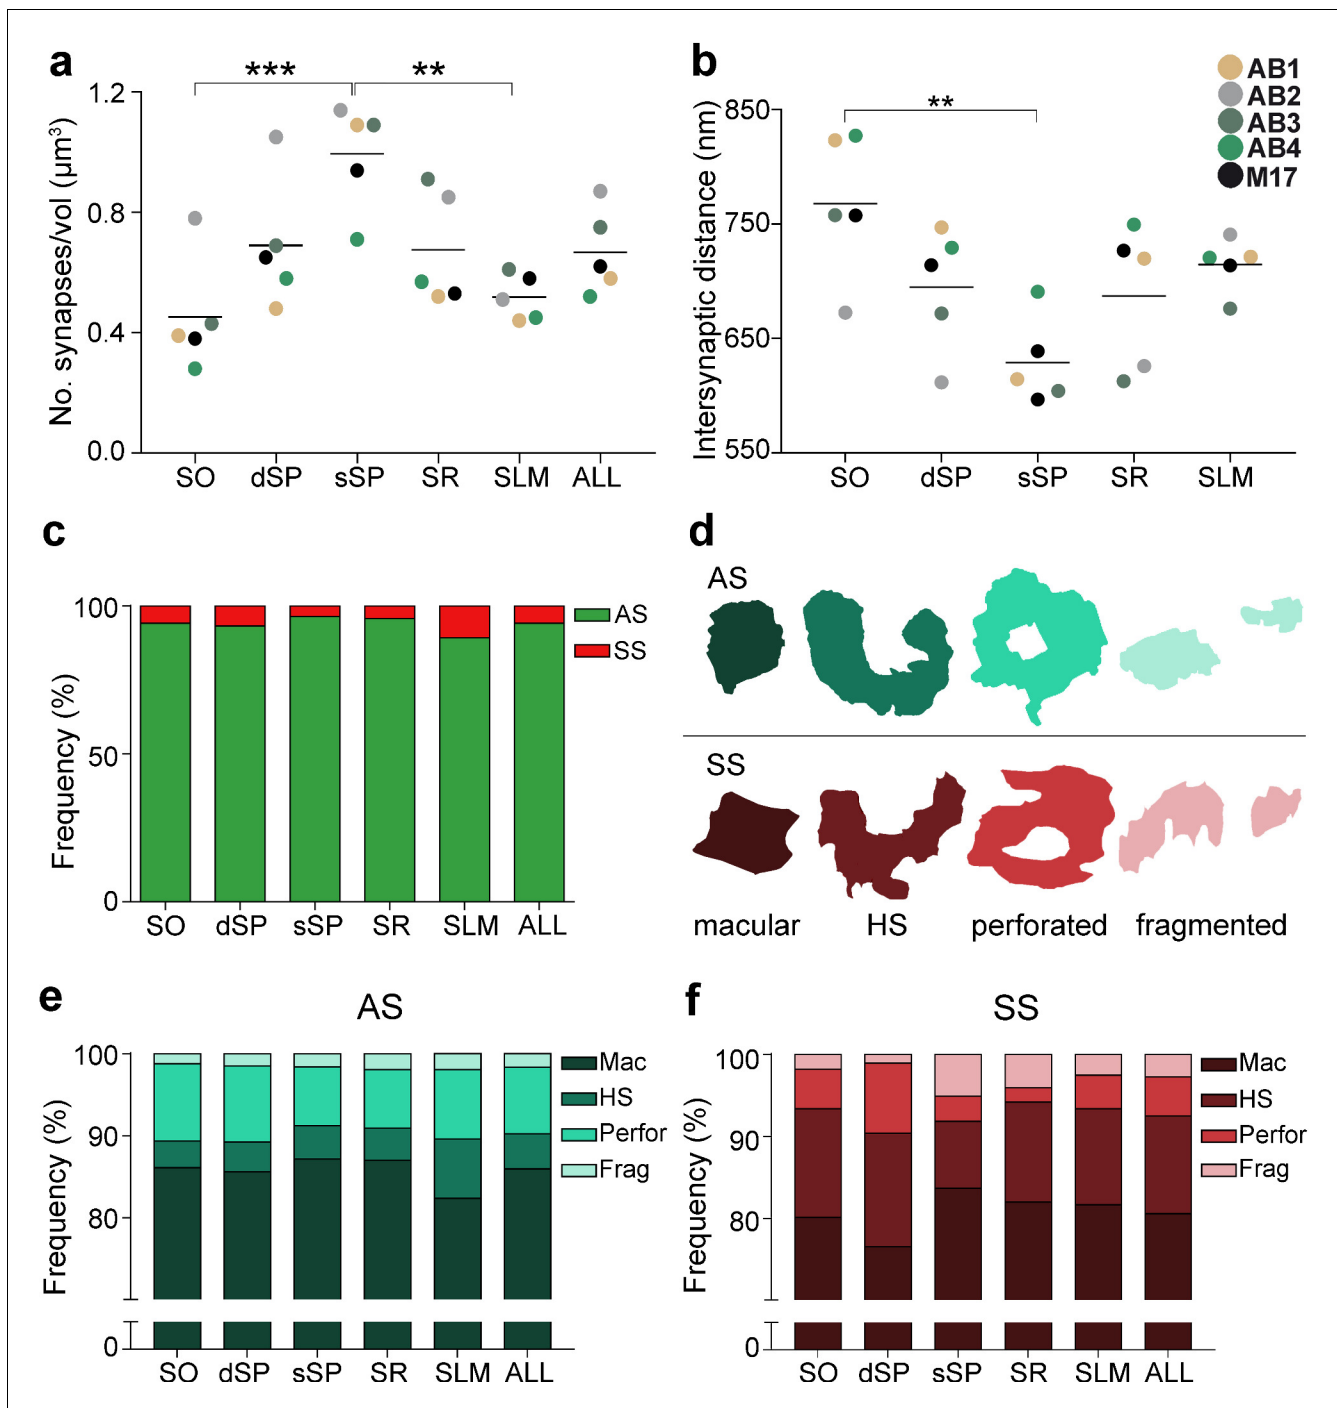 a
***
**
1.2
0.8
0.4
0.0
No. synapses/vol (µm³)
SO dSP sSP SR SLM ALL
b
**
850
750
650
550
Intersynaptic distance (nm)
SO dSP sSP SR SLM
AB1
AB2
AB3
AB4
M17
c
100
50
0
Frequency (%)
SO dSP sSP SR SLM ALL
AS
SS
d
AS
SS
macular HS perforated fragmented
e
AS
100
90
80
0
Frequency (%)
SO dSP sSP SR SLM ALL
Mac
HS
Perfor
Frag
f
SS
100
90
80
0
Frequency (%)
SO dSP sSP SR SLM ALL
Mac
HS
Perfor
Frag